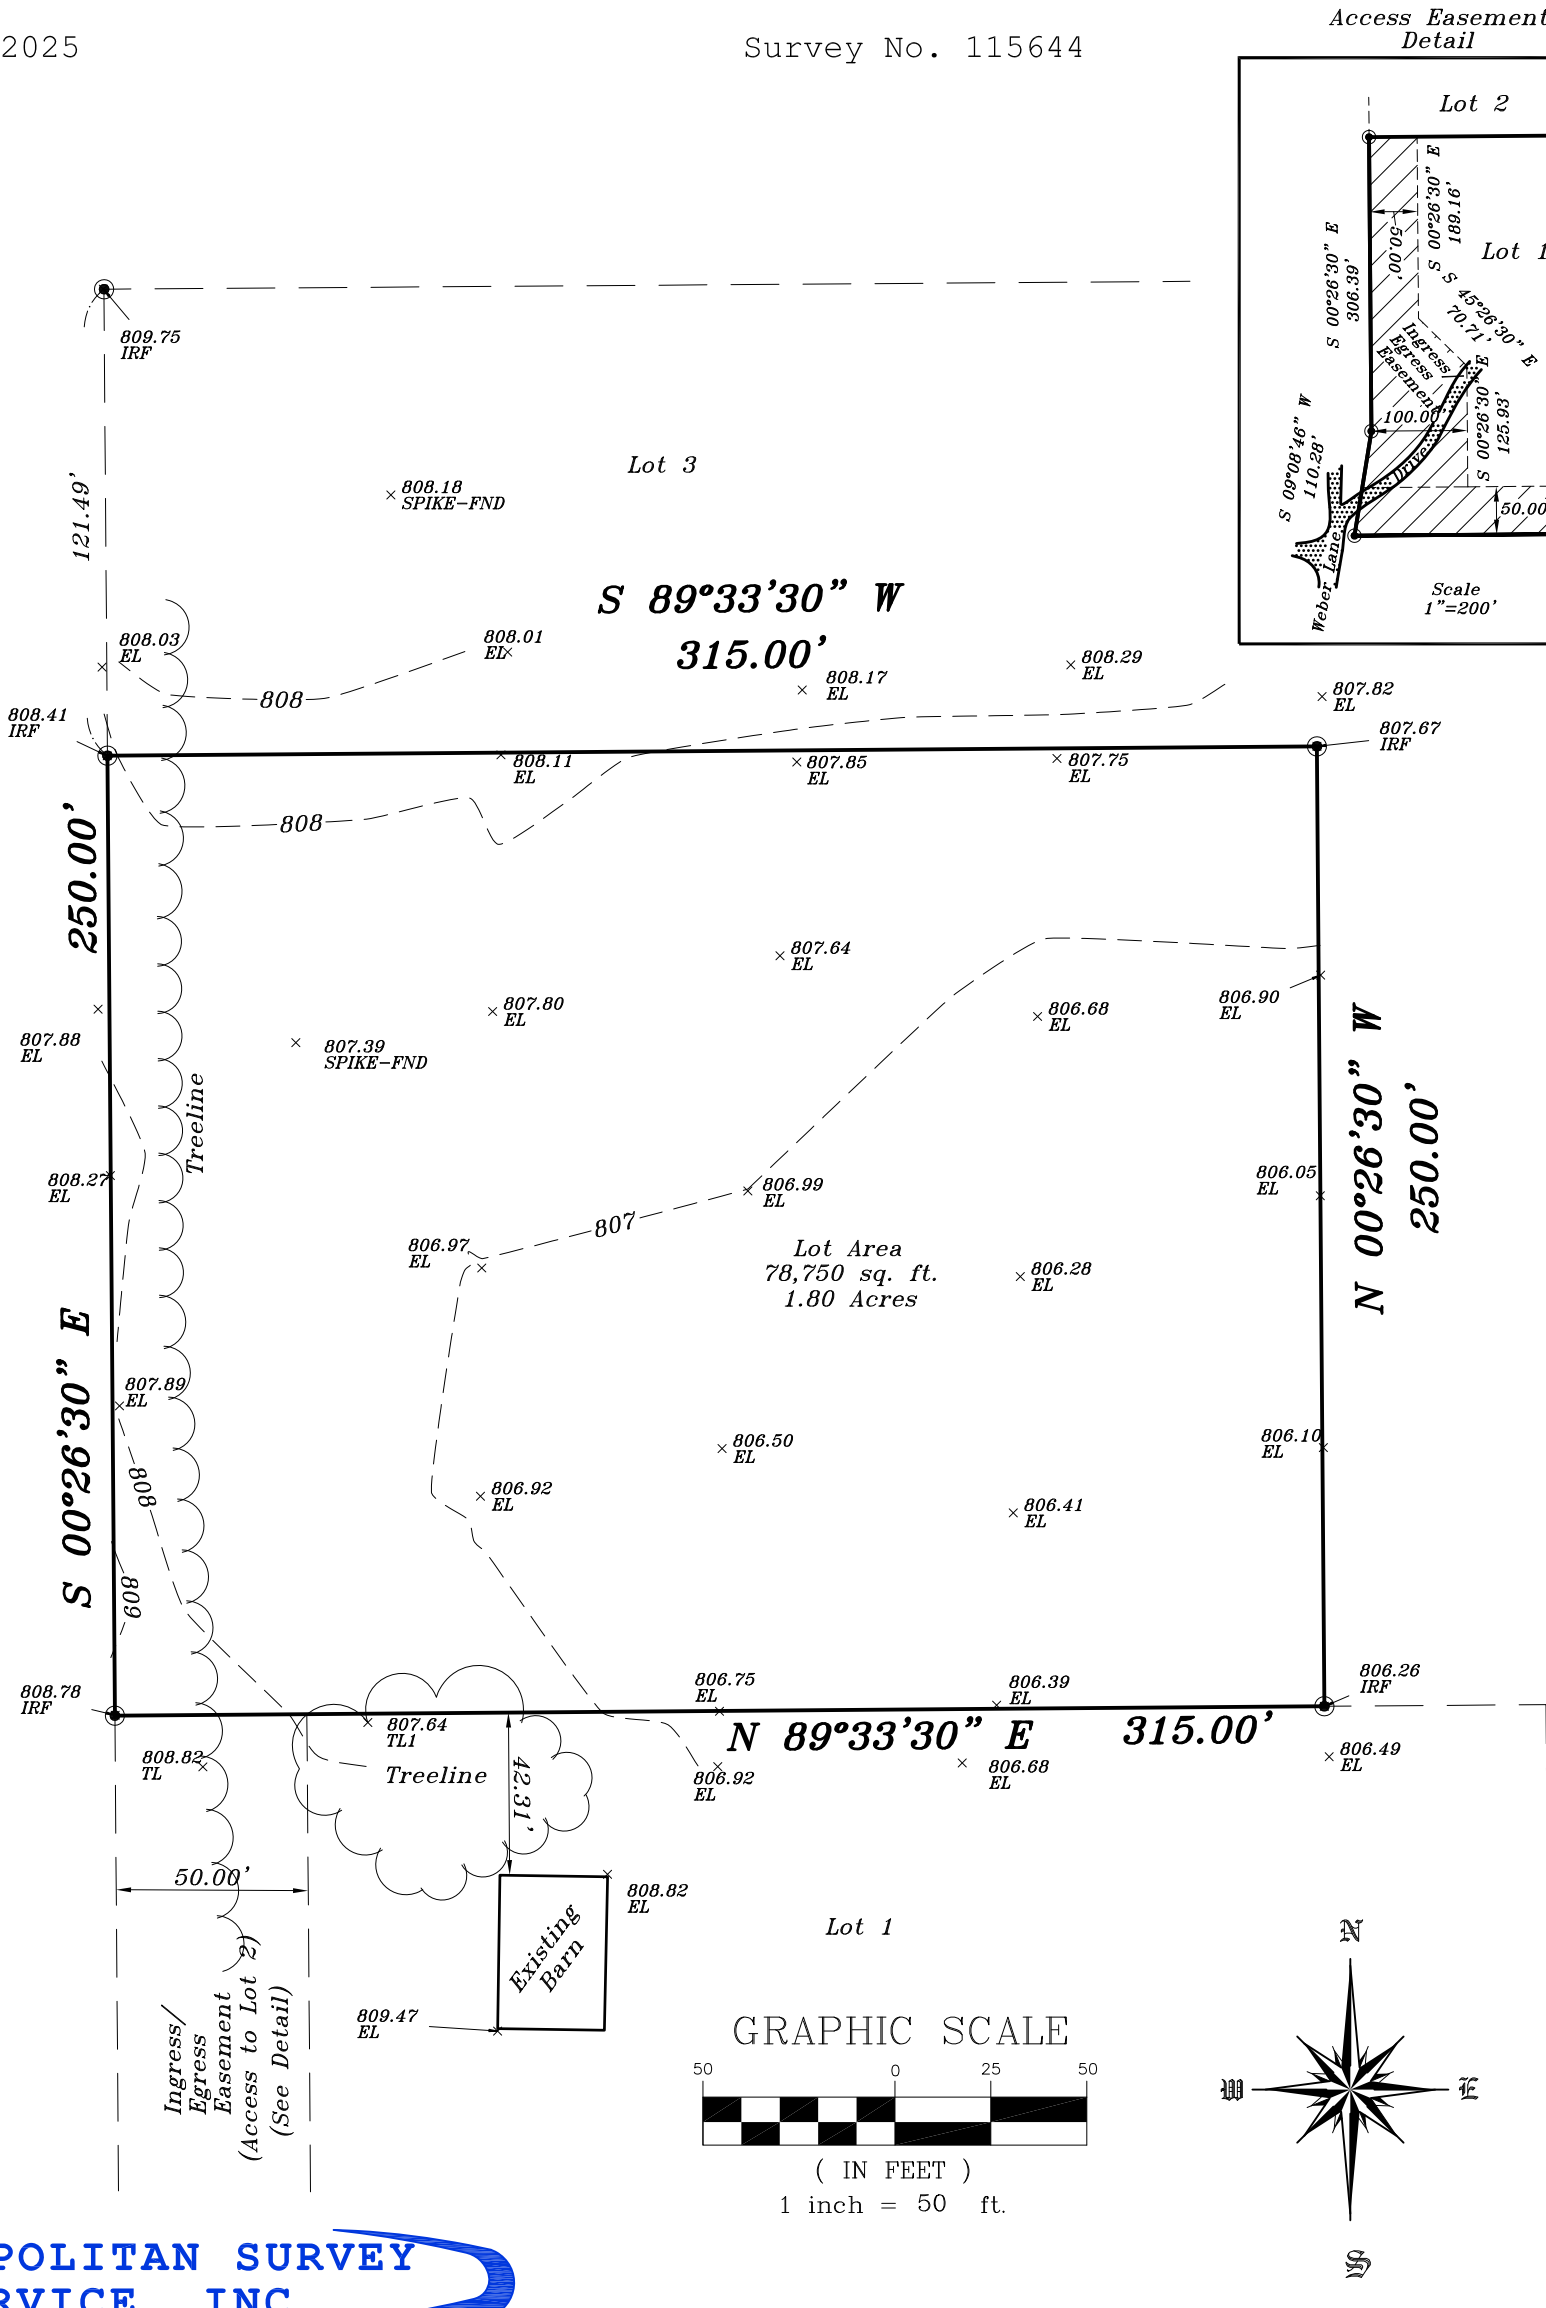 2025
Survey No. 115644
Access Easement
Detail
Lot 2
S 00°26'30" E
189.16'
50.00'
Lot 1
S 00°26'30" E
306.39'
S 45°26'30" E
70.71'
Ingress
Egress
Easement
100.00'
S 00°26'30" E
125.93'
S 09°08'46" W
110.28'
Drive
50.00
Weber Lane
Scale
1"=200'
809.75
IRF
121.49'
Lot 3
808.18
SPIKE-FND
S 89°33'30" W
315.00'
808.03
EL
808.01
EL
808.17
EL
808.29
EL
807.82
EL
808
808.41
IRF
807.67
IRF
808.11
EL
807.85
EL
807.75
EL
808
250.00'
807.64
EL
807.80
EL
806.68
EL
806.90
EL
807.88
EL
807.39
SPIKE-FND
Treeline
N 00°26'30" W
250.00'
808.27
EL
806.99
EL
806.05
EL
807
806.97
EL
Lot Area
78,750 sq. ft.
1.80 Acres
806.28
EL
S 00°26'30" E
807.89
EL
806.50
EL
806.10
EL
808
806.92
EL
806.41
EL
809
808.78
IRF
806.75
EL
806.39
EL
806.26
IRF
807.64
TL1
N 89°33'30" E 315.00'
808.82
TL
Treeline
42.31'
806.92
EL
806.68
EL
806.49
EL
50.00'
808.82
EL
Existing
Barn
Lot 1
N
Ingress/
Egress
Easement
(Access to Lot 2)
(See Detail)
809.47
EL
GRAPHIC SCALE
50 0 25 50
W E
( IN FEET )
1 inch = 50 ft.
S
POLITAN SURVEY
RVICE, INC